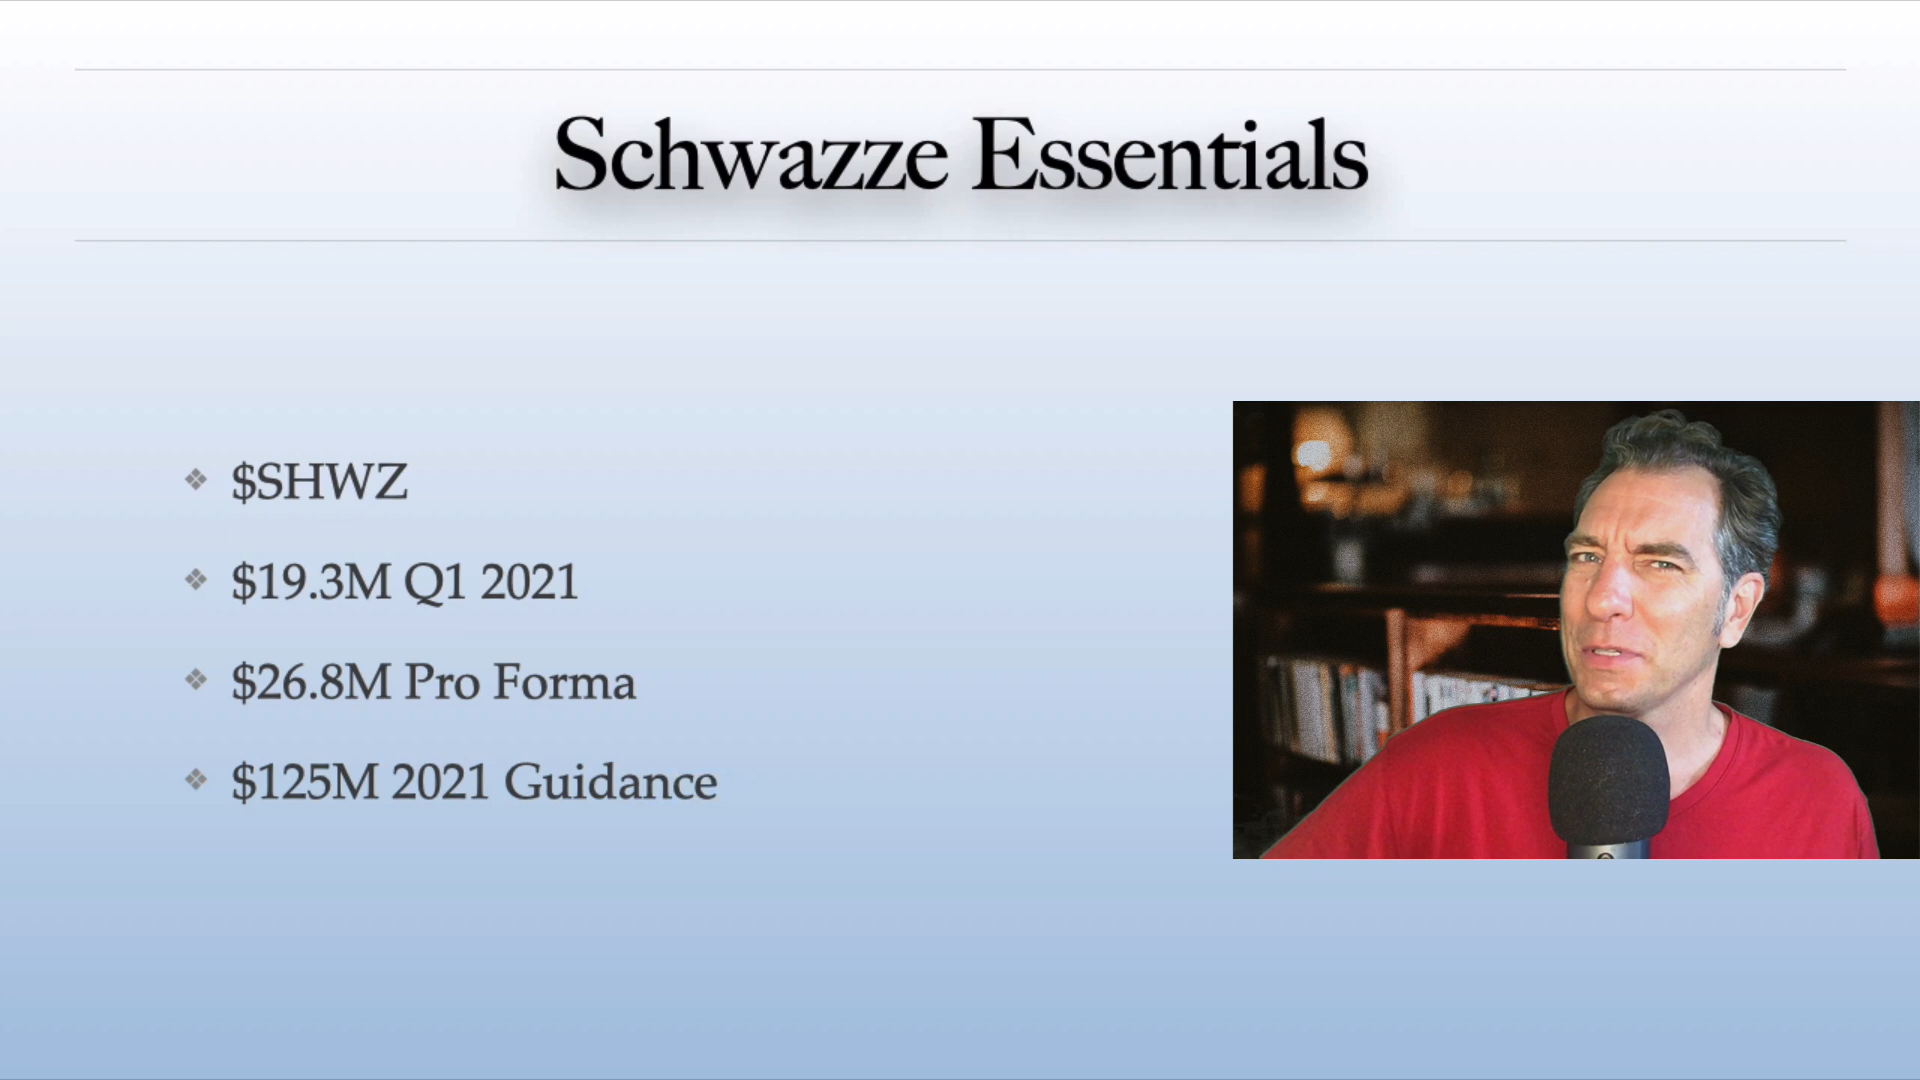 Schwazze Essentials
$SHWZ
$19.3M Q1 2021
$26.8M Pro Forma
$125M 2021 Guidance